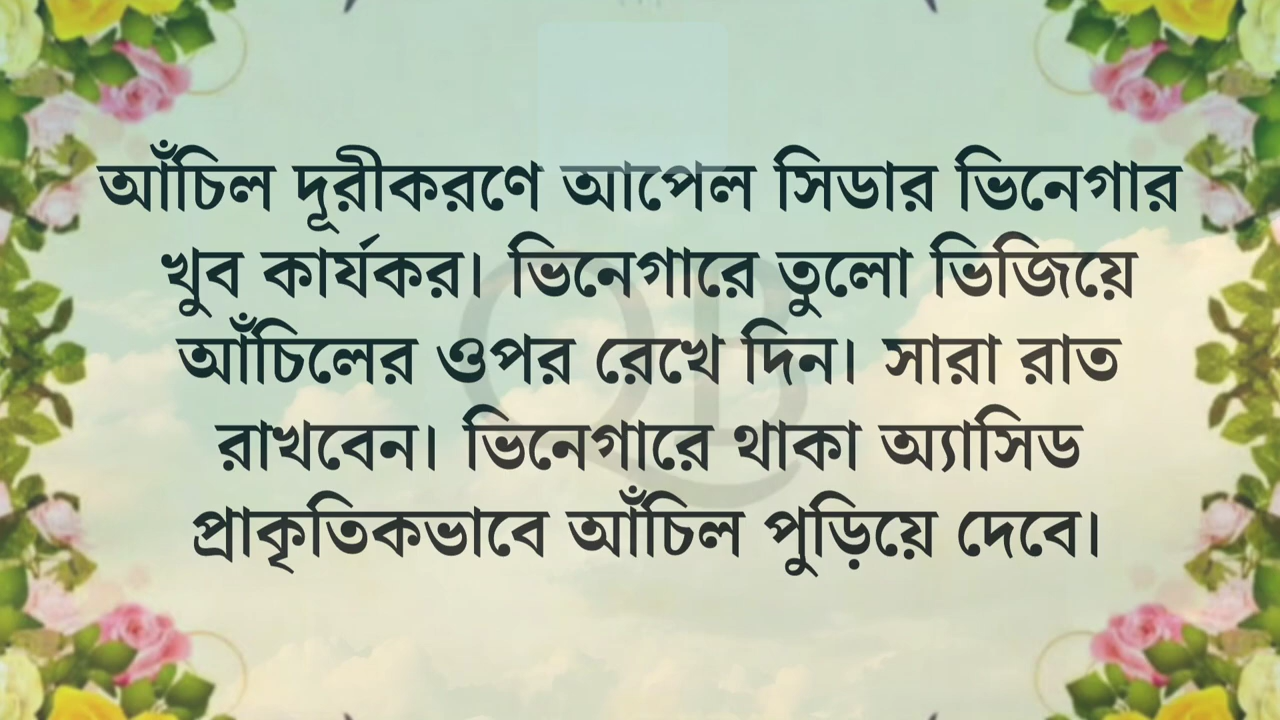 আঁচিল দূরীকরণে আপেল সিডার ভিনেগার
খুব কার্যকর। ভিনেগারে তুলো ভিজিয়ে
আঁচিলের ওপর রেখে দিন। সারা রাত
রাখবেন। ভিনেগারে থাকা অ্যাসিড
প্রাকৃতিকভাবে আঁচিল পুড়িয়ে দেবে।